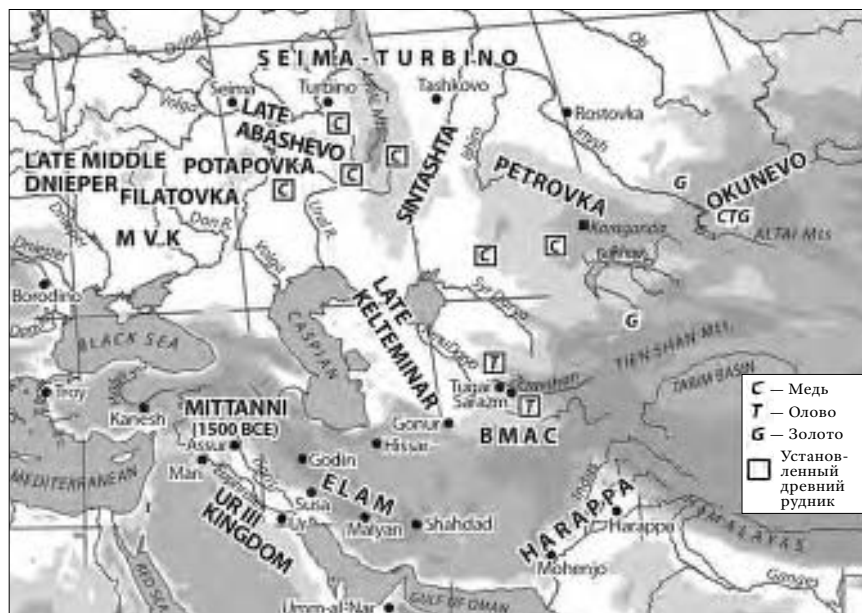 SEIMA-TURBINO
Ob
Seima
Turbino
Tashkovo
Volga
Rostovka
LATE
ABASHEVO
C
Ishim
Irtysh
LATE MIDDLE
DNIEPER
POTAPOVKA
C
C
C
SINTASHTA
PETROVKA
G
OKUNEVO
FILATOVKA
C
CTG
Dnieper
Don R.
Ural R.
Karaganda
ALTAI Mts
MVK
C
C
Dniester
Volga
Borodino
LATE
KELTEMINAR
Syr Darya
G
BLACK SEA
CASPIAN
TIEN SHAN Mts.
T
TARIM BASIN
Troy
Tugai
Sarazm
T
Kanesh
MITTANNI
(1500 BCE)
Gonur
BMAC
Assur
Hissar
MEDITERRANEAN
Mari
Godin
Indus
Susa
ELAM
HARAPPA
UR III
KINGDOM
Ur
Malyan
Shahdad
Harappa
HIMALAYAS
Mohenjo
Ganges
RED SEA
Umm-al-Nar
GULF OF OMAN
C — Медь
T — Олово
G — Золото
Установ-
ленный
древний
рудник